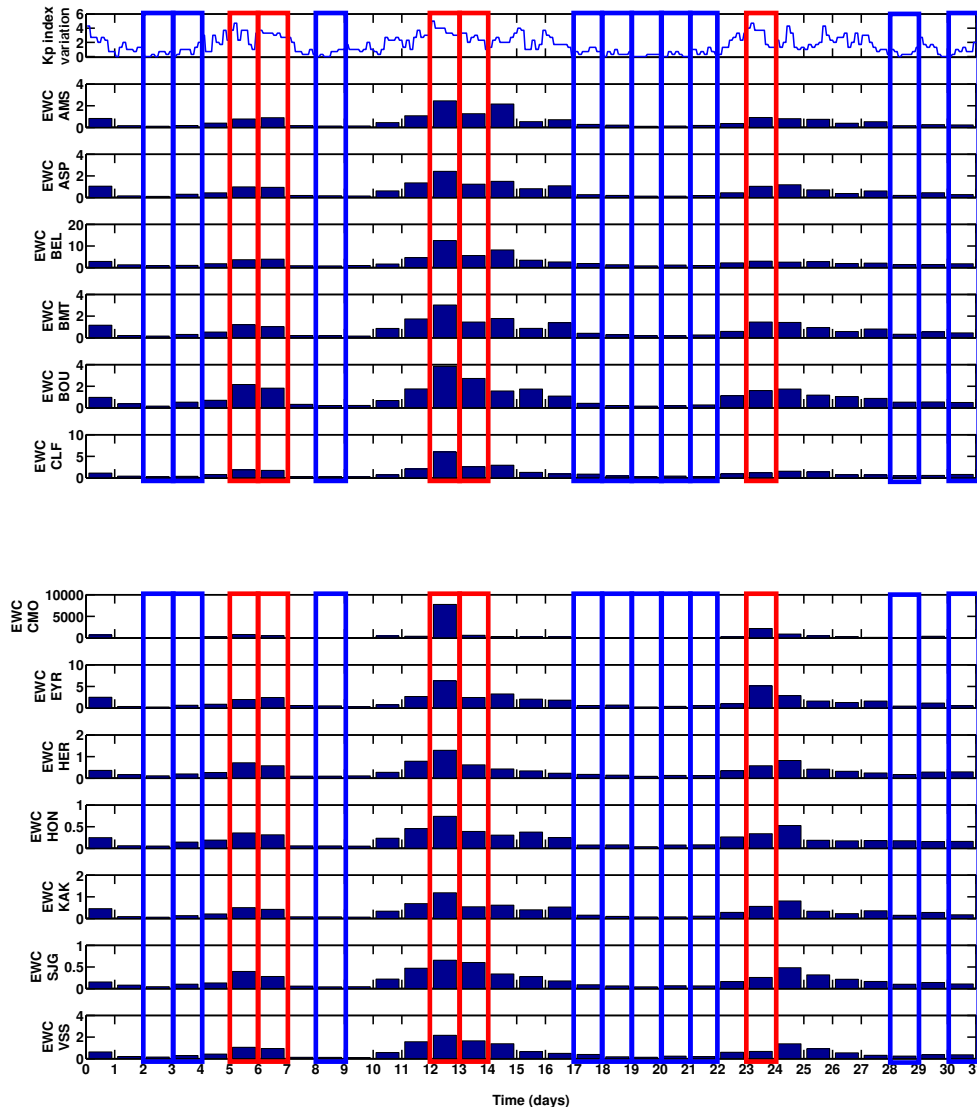 Kp index
variation
6
4
2
0
EWC
AMS
4
2
0
EWC
ASP
4
2
0
EWC
BEL
20
10
0
EWC
BMT
4
2
0
EWC
BOU
4
2
0
EWC
CLF
10
5
0
EWC
CMO
10000
5000
0
EWC
EYR
10
5
0
EWC
HER
2
1
0
EWC
HON
1
0.5
0
EWC
KAK
2
1
0
EWC
SJG
1
0.5
0
EWC
VSS
4
2
0
0 1 2 3 4 5 6 7 8 9 10 11 12 13 14 15 16 17 18 19 20 21 22 23 24 25 26 27 28 29 30 3
Time (days)